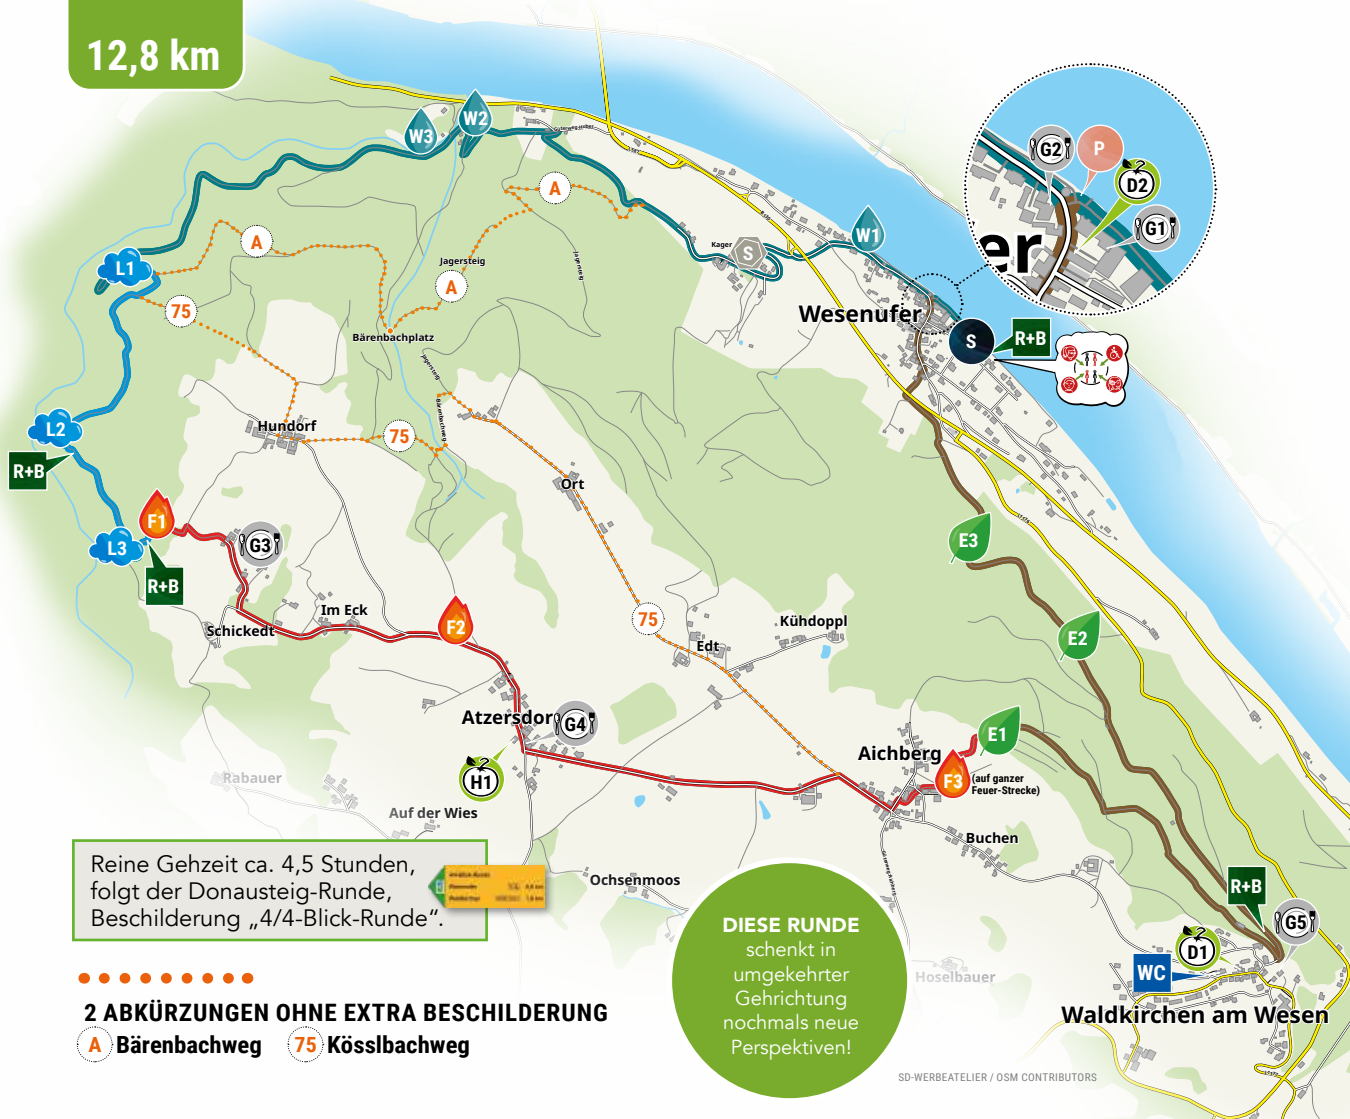 12,8 km
W3
W2
A
Kager
S
W1
G2
P
D2
G1
er
L1
A
Jagersteig
Jagersteig
A
75
Bärenbachplatz
Wesenufer
S
R+B
Jagersteig
Bärenbachweg
L2
R+B
Hundorf
75
Ort
F1
L3
R+B
G3
Schickedt
Im Eck
F2
75
Edt
Kühdoppl
E3
E2
E1
Atzersdorf
G4
H1
Aichberg
F3
(auf ganzer
Feuer-Strecke)
Rabauer
Auf der Wies
Buchen
Ochsenmoos
Hoselbauer
R+B
G5
D1
WC
Waldkirchen am Wesen
Reine Gehzeit ca. 4,5 Stunden,
folgt der Donausteig-Runde,
Beschilderung „4/4-Blick-Runde“.
2 ABKÜRZUNGEN OHNE EXTRA BESCHILDERUNG
A Bärenbachweg 75 Kösslbachweg
DIESE RUNDE
schenkt in
umgekehrter
Gehrichtung
nochmals neue
Perspektiven!
SD-WERBEATELIER / OSM CONTRIBUTORS